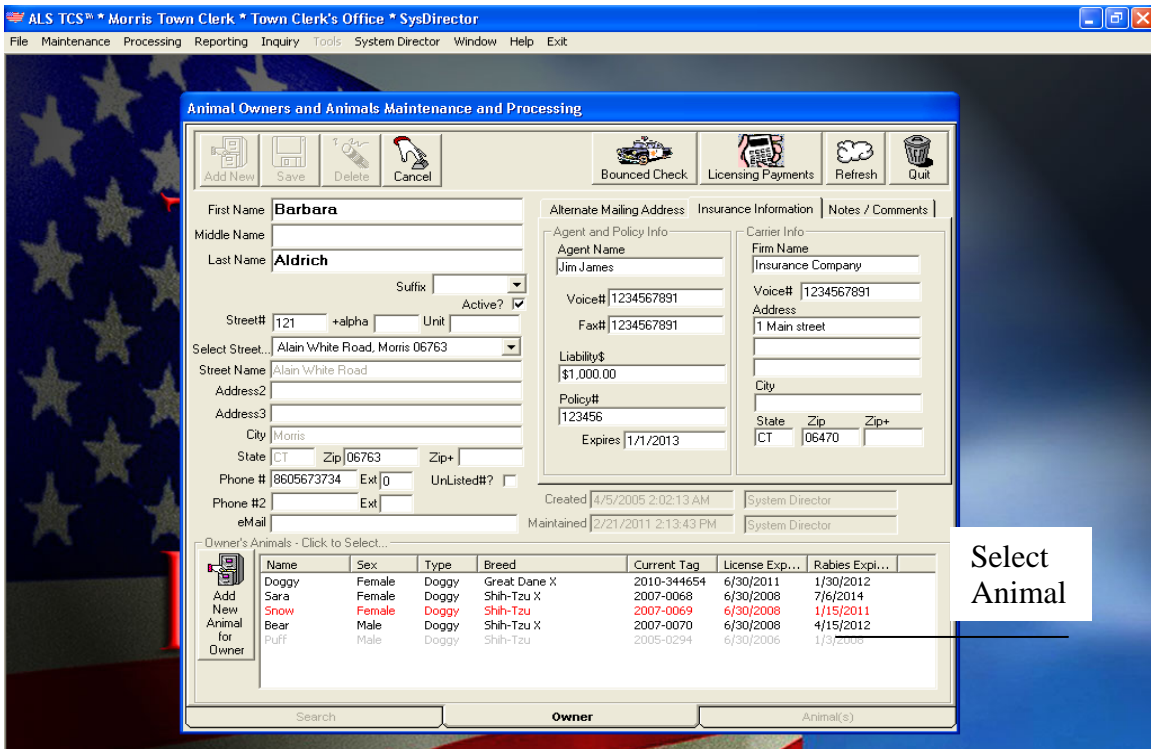 ALS TCS™ * Morris Town Clerk * Town Clerk's Office * SysDirector
File Maintenance Processing Reporting Inquiry Tools System Director Window Help Exit
Animal Owners and Animals Maintenance and Processing
Add New Save Delete Cancel Bounced Check Licensing Payments Refresh Quit
First Name Barbara
Middle Name
Last Name Aldrich
Suffix
Active?
Street# 121 +alpha Unit
Select Street... Alain White Road, Morris 06763
Street Name Alain White Road
Address2
Address3
City Morris
State CT Zip 06763 Zip+
Phone # 8605673734 Ext 0 UnListed#?
Phone #2 Ext
eMail
Alternate Mailing Address Insurance Information Notes / Comments
Agent and Policy Info
Agent Name
Jim James
Voice# 1234567891
Fax# 1234567891
Liability$
$1,000.00
Policy#
123456
Expires 1/1/2013
Carrier Info
Firm Name
Insurance Company
Voice# 1234567891
Address
1 Main street
City
State Zip Zip+
CT 06470
Created 4/5/2005 2:02:13 AM System Director
Maintained 2/21/2011 2:13:43 PM System Director
Owner's Animals - Click to Select...
Add
New
Animal
for
Owner
Name Sex Type Breed Current Tag License Exp... Rabies Expi...
Doggy Female Doggy Great Dane X 2010-344654 6/30/2011 1/30/2012
Sara Female Doggy Shih-Tzu X 2007-0068 6/30/2008 7/6/2014
Snow Female Doggy Shih-Tzu 2007-0069 6/30/2008 1/15/2011
Bear Male Doggy Shih-Tzu X 2007-0070 6/30/2008 4/15/2012
Puff Male Doggy Shih-Tzu 2005-0294 6/30/2006 1/3/2008
Select
Animal
Search Owner Animal(s)